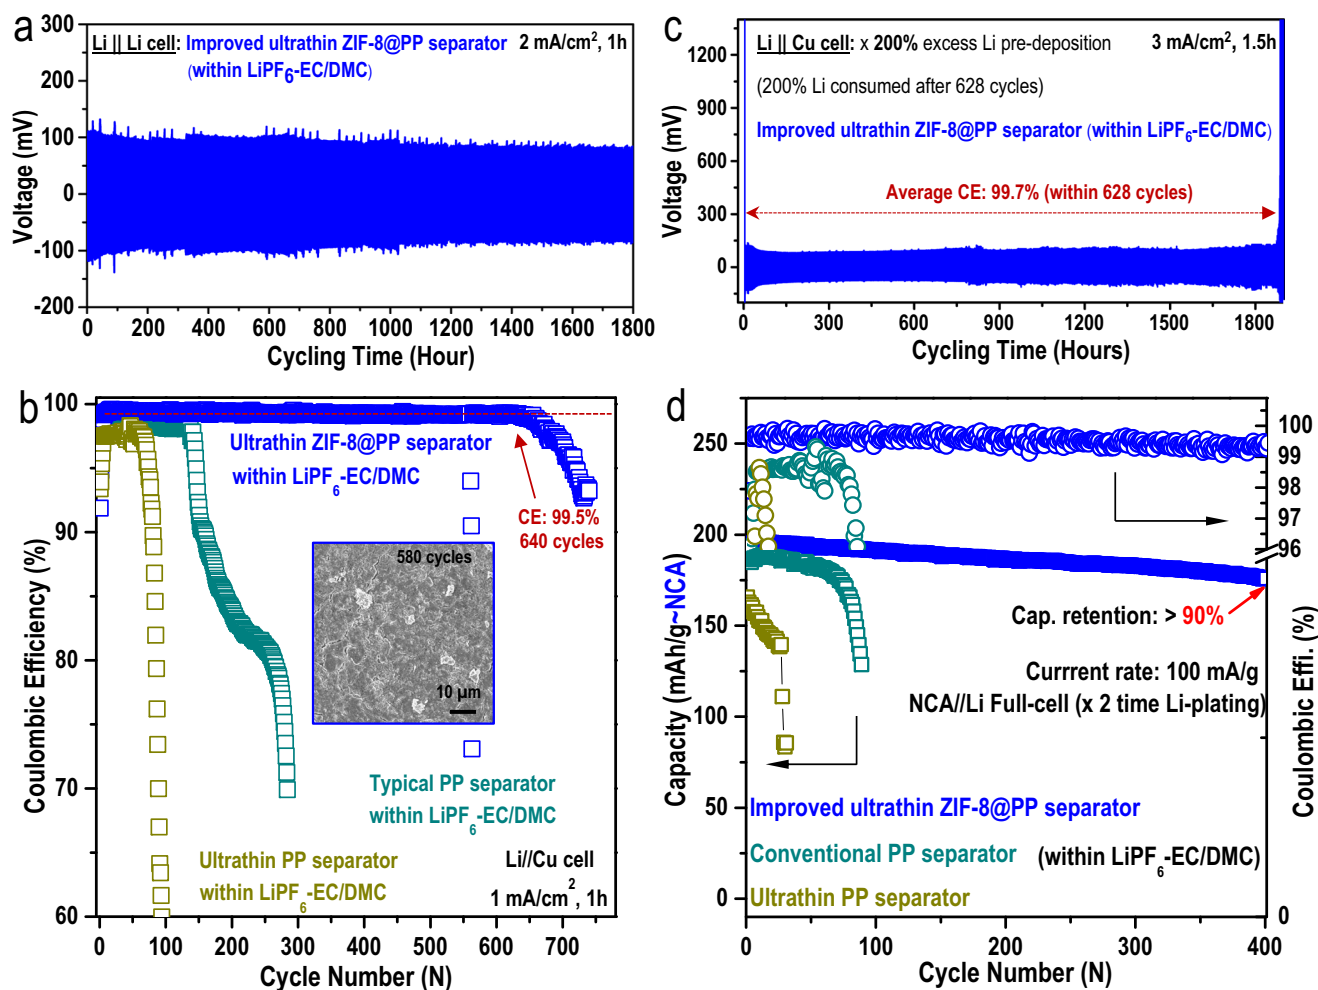 a
300
200
100
0
-100
-200
Voltage (mV)
Li || Li cell: Improved ultrathin ZIF-8@PP separator 2 mA/cm², 1h
(within LiPF₆-EC/DMC)
0 200 400 600 800 1000 1200 1400 1600 1800
Cycling Time (Hour)
c
1200
900
600
300
0
Voltage (mV)
Li || Cu cell: x 200% excess Li pre-deposition 3 mA/cm², 1.5h
(200% Li consumed after 628 cycles)
Improved ultrathin ZIF-8@PP separator (within LiPF₆-EC/DMC)
Average CE: 99.7% (within 628 cycles)
0 300 600 900 1200 1500 1800
Cycling Time (Hours)
b
100
90
80
70
60
Coulombic Efficiency (%)
Ultrathin ZIF-8@PP separator
within LiPF₆-EC/DMC
CE: 99.5%
640 cycles
580 cycles
10 µm
Typical PP separator
within LiPF₆-EC/DMC
Ultrathin PP separator
within LiPF₆-EC/DMC
Li//Cu cell
1 mA/cm², 1h
0 100 200 300 400 500 600 700
Cycle Number (N)
d
250
200
150
100
50
0
Capacity (mAh/g~NCA)
100
99
98
97
96
0
Coulombic Effi. (%)
Cap. retention: > 90%
Currrent rate: 100 mA/g
NCA//Li Full-cell (x 2 time Li-plating)
Improved ultrathin ZIF-8@PP separator
Conventional PP separator (within LiPF₆-EC/DMC)
Ultrathin PP separator
0 100 200 300 400
Cycle Number (N)